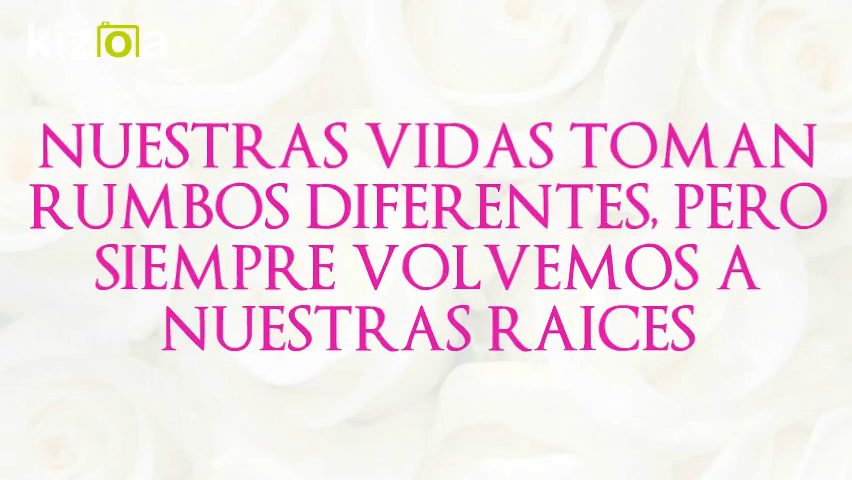 kizoa
NUESTRAS VIDAS TOMAN
RUMBOS DIFERENTES, PERO
SIEMPRE VOLVEMOS A
NUESTRAS RAICES